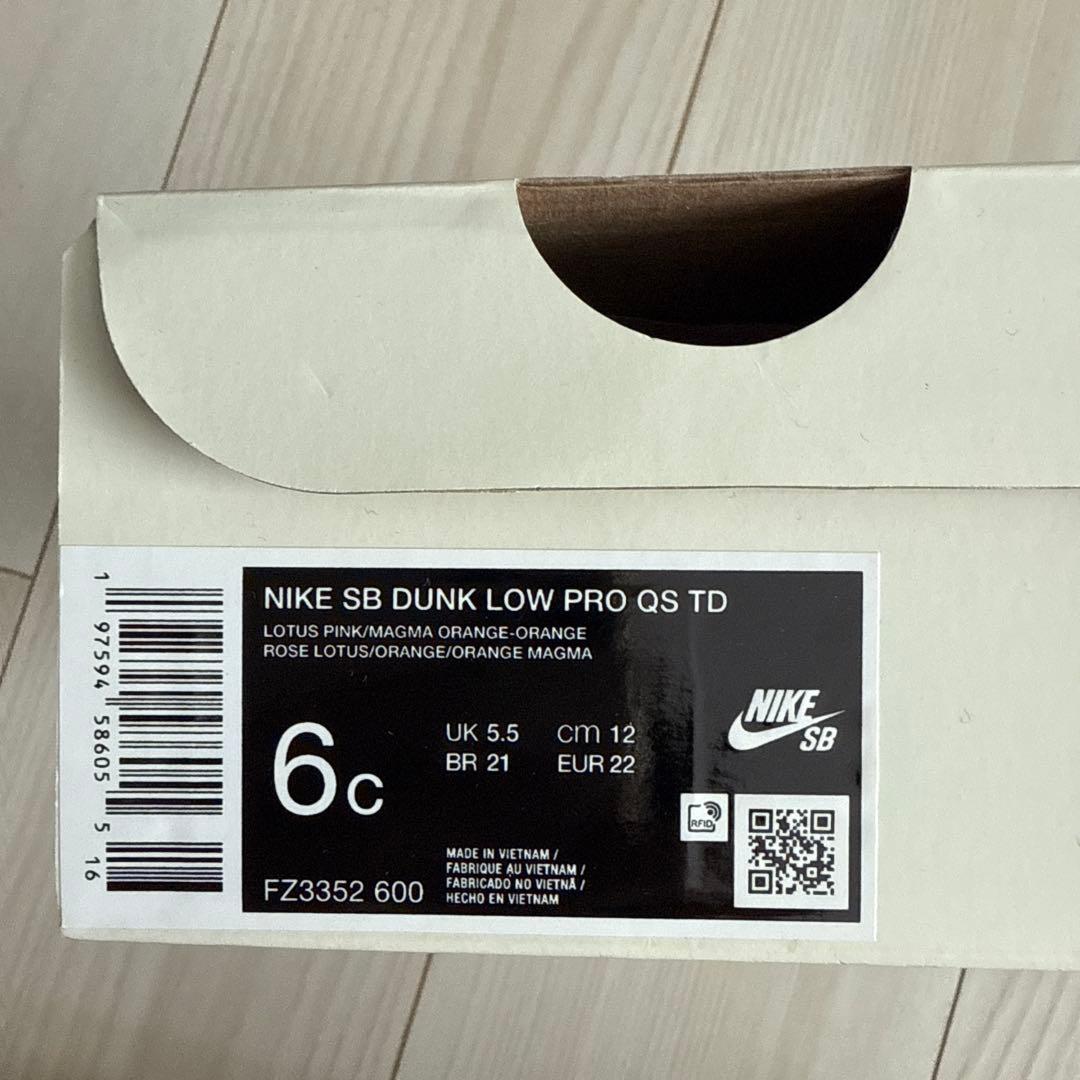 NIKE SB DUNK LOW PRO QS TD
LOTUS PINK/MAGMA ORANGE-ORANGE
ROSE LOTUS/ORANGE/ORANGE MAGMA
6c
UK 5.5 cm 12
BR 21 EUR 22
NIKE
SB
RFID
MADE IN VIETNAM /
FABRIQUE AU VIETNAM /
FABRICADO NO VIETNÃ /
HECHO EN VIETNAM
FZ3352 600
1 97594 58605 5 16